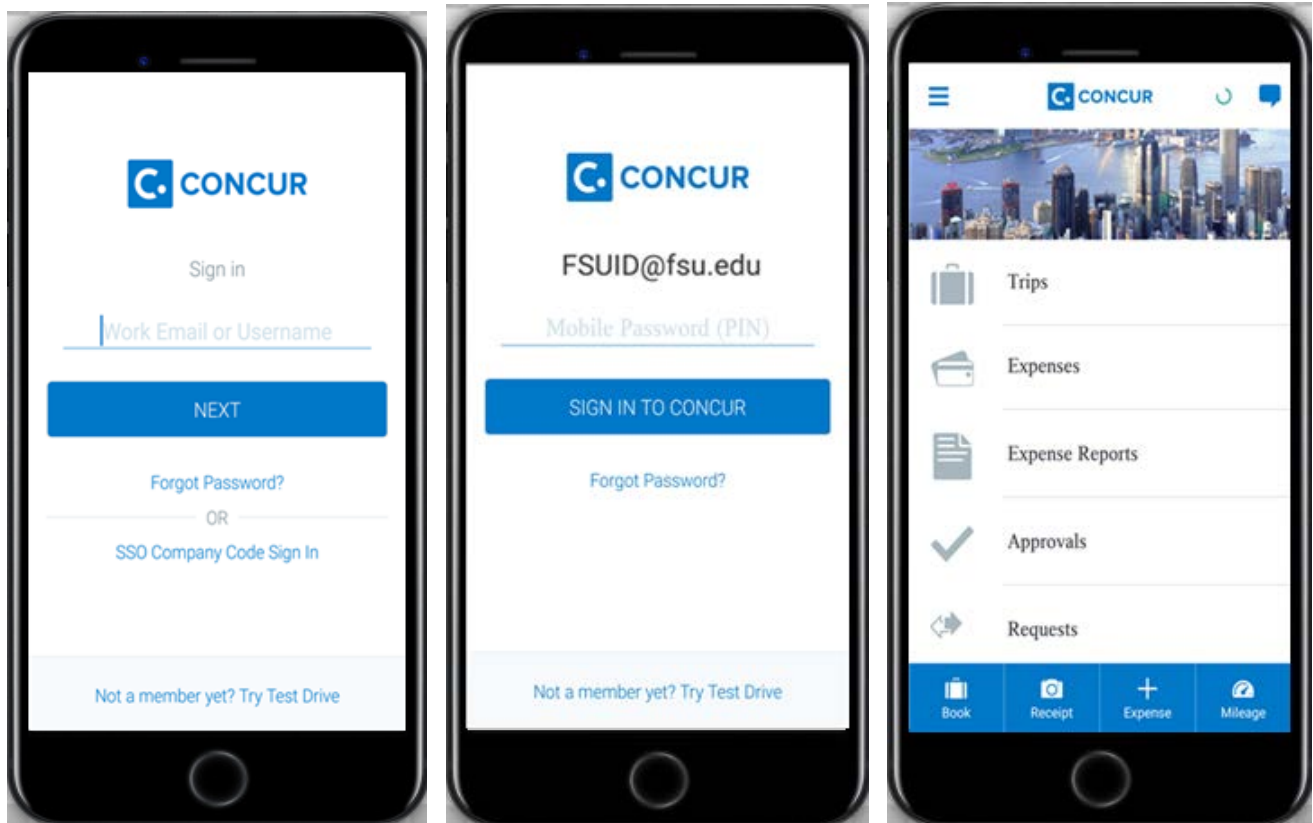 C. CONCUR
Sign in
Work Email or Username
NEXT
Forgot Password?
OR
SSO Company Code Sign In
Not a member yet? Try Test Drive
C. CONCUR
FSUID@fsu.edu
Mobile Password (PIN)
SIGN IN TO CONCUR
Forgot Password?
Not a member yet? Try Test Drive
C. CONCUR
Trips
Expenses
Expense Reports
Approvals
Requests
Book Receipt Expense Mileage